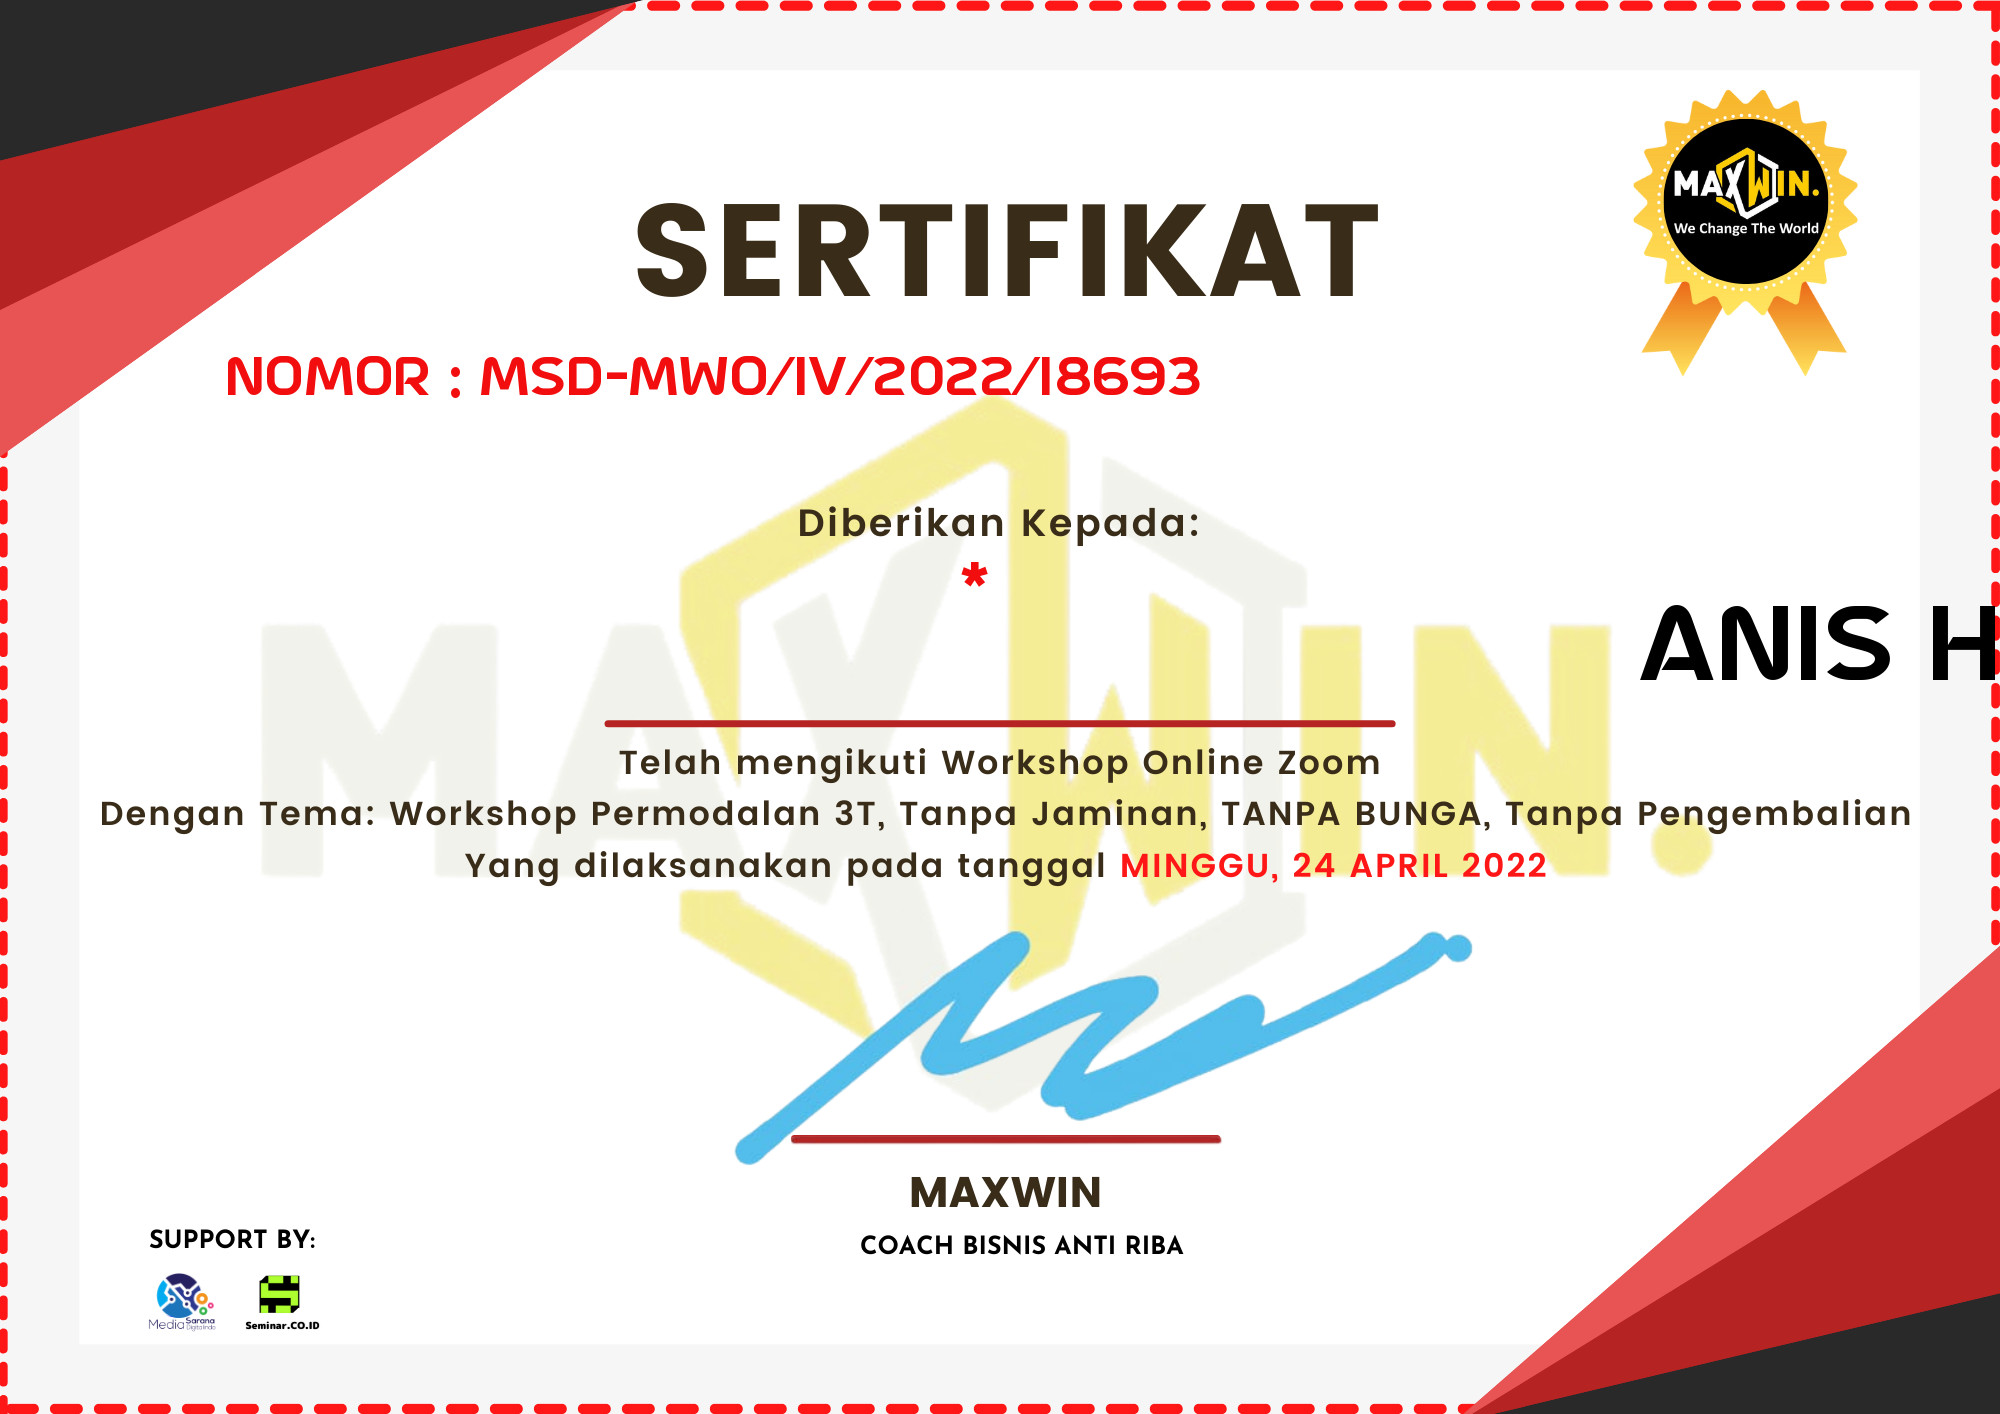 MAXWIN.
We Change The World
SERTIFIKAT
NOMOR : MSD-MWO/IV/2022/18693
Diberikan Kepada:
*
ANIS H
MAXWIN.
Telah mengikuti Workshop Online Zoom
Dengan Tema: Workshop Permodalan 3T, Tanpa Jaminan, TANPA BUNGA, Tanpa Pengembalian
Yang dilaksanakan pada tanggal MINGGU, 24 APRIL 2022
MAXWIN
COACH BISNIS ANTI RIBA
SUPPORT BY:
Media Sarana Digitalindo
Seminar.CO.ID